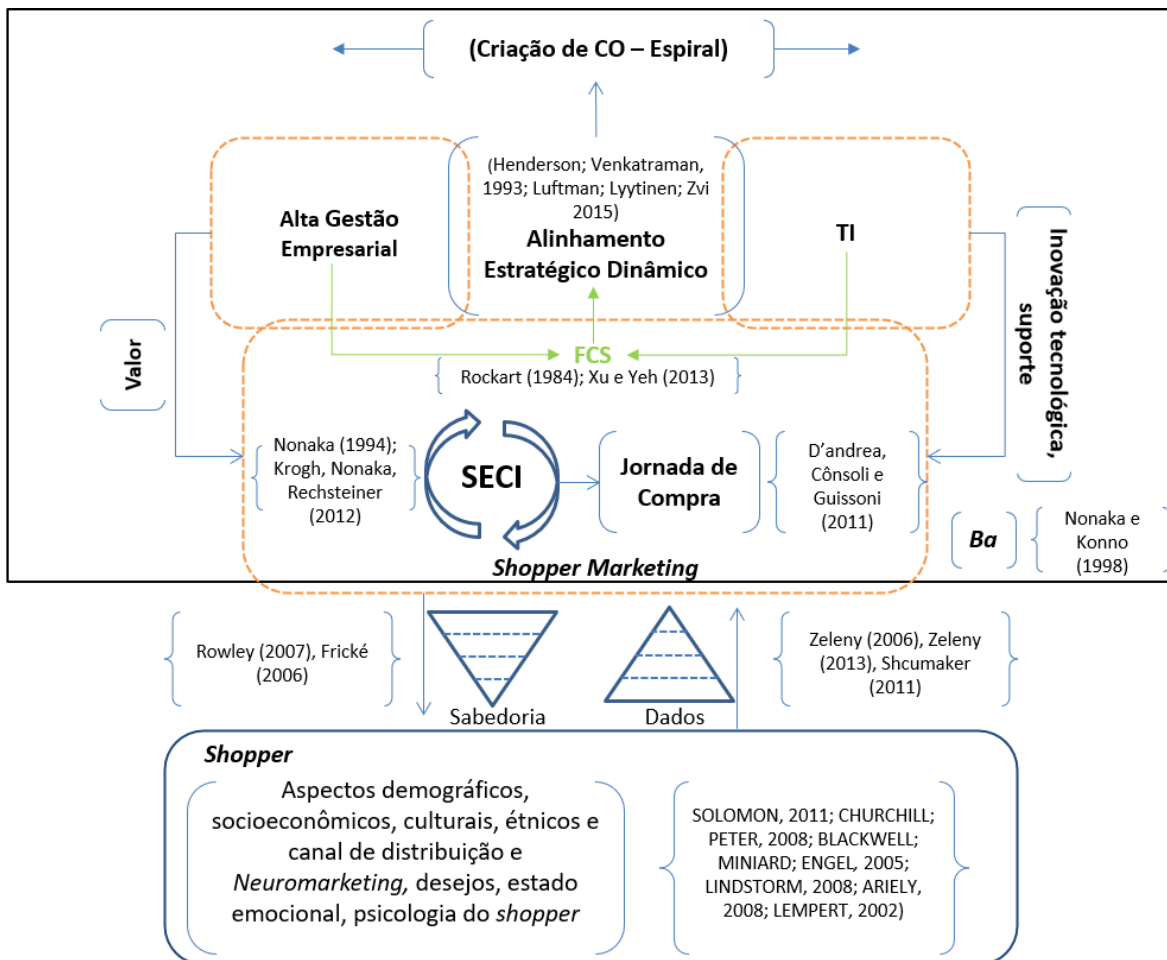 (Criação de CO – Espiral)
(Henderson; Venkatraman,
1993; Luftman; Lyytinen; Zvi
2015)
Alinhamento
Estratégico Dinâmico
Alta Gestão
Empresarial
TI
Valor
Inovação tecnológica,
suporte
FCS
Rockart (1984); Xu e Yeh (2013)
Nonaka (1994);
Krogh, Nonaka,
Rechsteiner
(2012)
SECI
Jornada de
Compra
D’andrea,
Cônsoli e
Guissoni
(2011)
Ba
Nonaka e
Konno
(1998)
Shopper Marketing
Rowley (2007), Frické
(2006)
Sabedoria
Dados
Zeleny (2006), Zeleny
(2013), Shcumaker
(2011)
Shopper
Aspectos demográficos,
socioeconômicos, culturais, étnicos e
canal de distribuição e
Neuromarketing, desejos, estado
emocional, psicologia do shopper
SOLOMON, 2011; CHURCHILL;
PETER, 2008; BLACKWELL;
MINIARD; ENGEL, 2005;
LINDSTORM, 2008; ARIELY,
2008; LEMPERT, 2002)